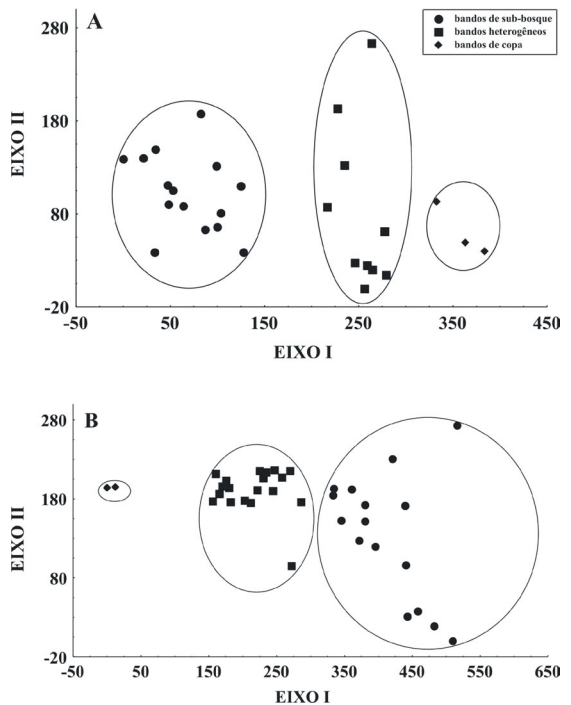 A
bandos de sub-bosque
bandos heterogêneos
bandos de copa
280
180
80
-20
EIXO II
-50 50 150 250 350 450
EIXO I
B
280
180
80
-20
EIXO II
-50 50 150 250 350 450 550 650
EIXO I